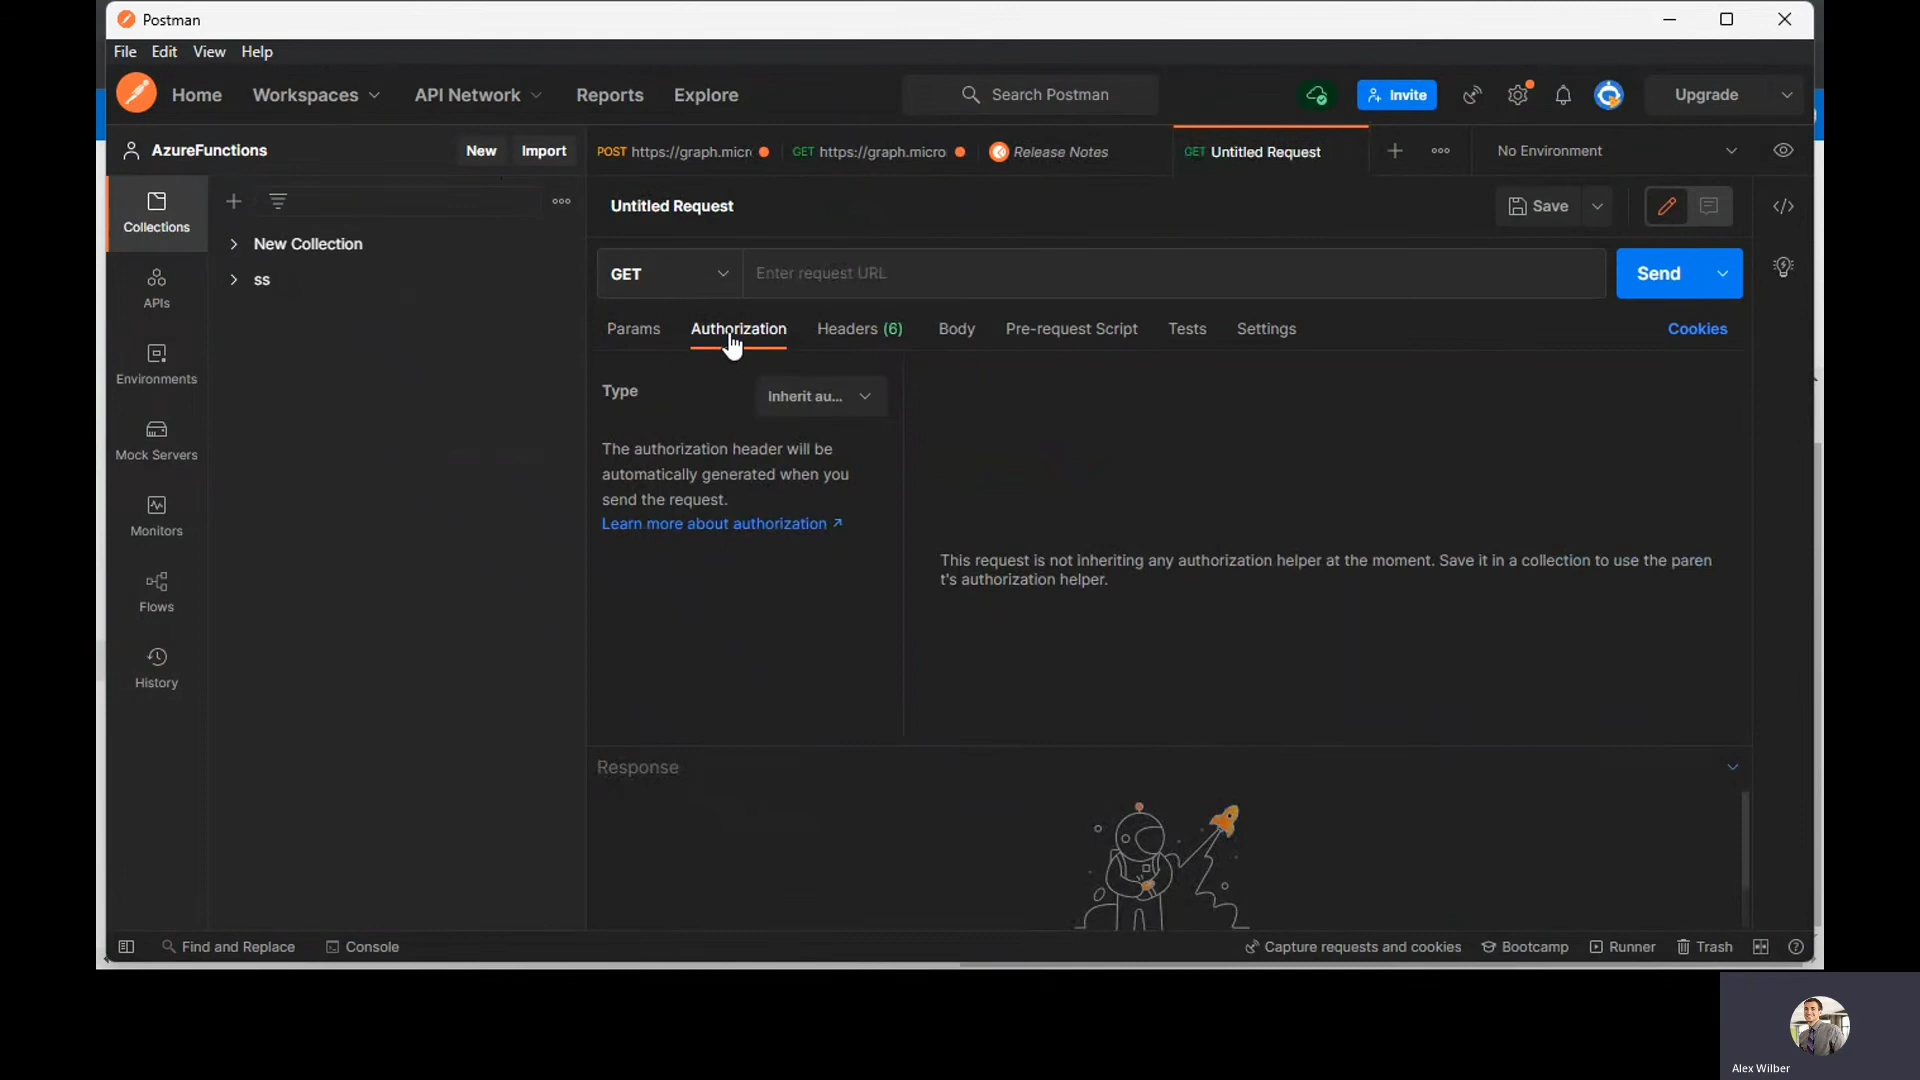 Postman
File Edit View Help
Home Workspaces API Network Reports Explore Search Postman Invite Upgrade
AzureFunctions New Import
POST https://graph.micr GET https://graph.micro Release Notes GET Untitled Request No Environment
Untitled Request Save
GET Enter request URL Send
Params Authorization Headers (6) Body Pre-request Script Tests Settings Cookies
Collections
APIs
Environments
Mock Servers
Monitors
Flows
History
New Collection
ss
Type Inherit au...
The authorization header will be
automatically generated when you
send the request.
Learn more about authorization
This request is not inheriting any authorization helper at the moment. Save it in a collection to use the paren
t's authorization helper.
Response
Find and Replace Console Capture requests and cookies Bootcamp Runner Trash
Alex Wilber